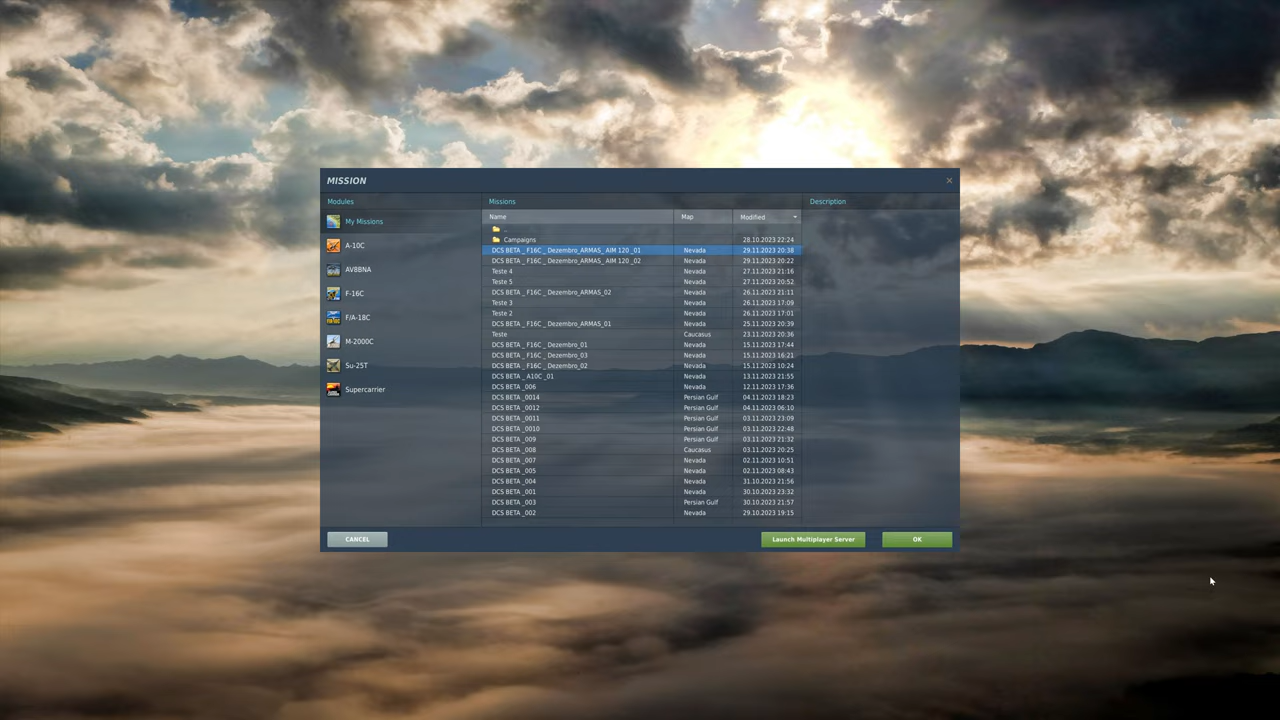 MISSION
Modules
Missions
Description
Name Map Modified
My Missions
A-10C
AV8BNA
F-16C
F/A-18C
M-2000C
Su-25T
Supercarrier
..
Campaigns 28.10.2023 22:24
DCS BETA _ F16C _ Dezembro_ARMAS_ AIM 120 _01 Nevada 29.11.2023 20:38
DCS BETA _ F16C _ Dezembro_ARMAS_ AIM 120 _02 Nevada 29.11.2023 20:22
Teste 4 Nevada 27.11.2023 21:16
Teste 5 Nevada 27.11.2023 20:52
DCS BETA _ F16C _ Dezembro_ARMAS_02 Nevada 26.11.2023 21:11
Teste 3 Nevada 26.11.2023 17:09
Teste 2 Nevada 26.11.2023 17:01
DCS BETA _ F16C _ Dezembro_ARMAS_01 Nevada 25.11.2023 20:39
Teste Caucasus 23.11.2023 20:36
DCS BETA _ F16C _ Dezembro_01 Nevada 15.11.2023 17:44
DCS BETA _ F16C _ Dezembro_03 Nevada 15.11.2023 16:21
DCS BETA _ F16C _ Dezembro_02 Nevada 15.11.2023 10:24
DCS BETA _ A10C _01 Nevada 13.11.2023 21:55
DCS BETA _006 Nevada 12.11.2023 17:36
DCS BETA _0014 Persian Gulf 04.11.2023 18:23
DCS BETA _0012 Persian Gulf 04.11.2023 06:10
DCS BETA _0011 Persian Gulf 03.11.2023 23:09
DCS BETA _0010 Persian Gulf 03.11.2023 22:48
DCS BETA _009 Persian Gulf 03.11.2023 21:32
DCS BETA _008 Caucasus 03.11.2023 20:25
DCS BETA _007 Nevada 02.11.2023 10:51
DCS BETA _005 Nevada 02.11.2023 08:43
DCS BETA _004 Nevada 31.10.2023 21:56
DCS BETA _001 Nevada 30.10.2023 23:32
DCS BETA _003 Persian Gulf 30.10.2023 21:57
DCS BETA _002 Nevada 29.10.2023 19:15
CANCEL
Launch Multiplayer Server
OK